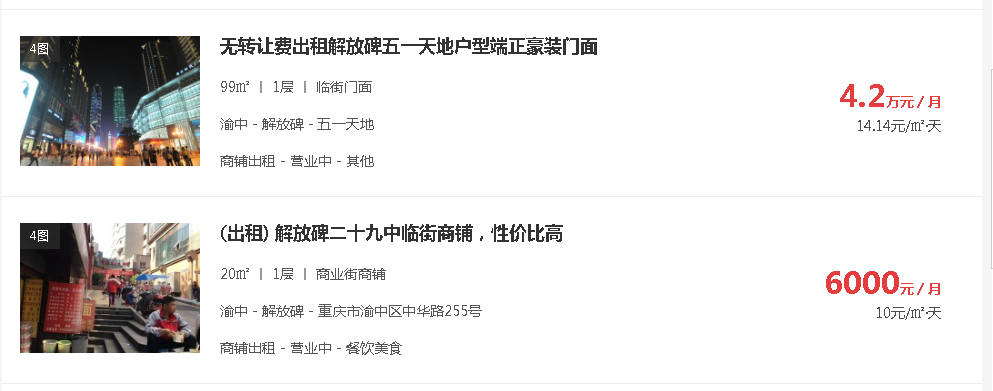 4图
无转让费出租解放碑五一天地户型端正豪装门面
99㎡ | 1层 | 临街门面
4.2万元 / 月
渝中 - 解放碑 - 五一天地
14.14元/㎡·天
商铺出租 - 营业中 - 其他
4图
(出租) 解放碑二十九中临街商铺，性价比高
20㎡ | 1层 | 商业街商铺
6000元 / 月
渝中 - 解放碑 - 重庆市渝中区中华路255号
10元/㎡·天
商铺出租 - 营业中 - 餐饮美食